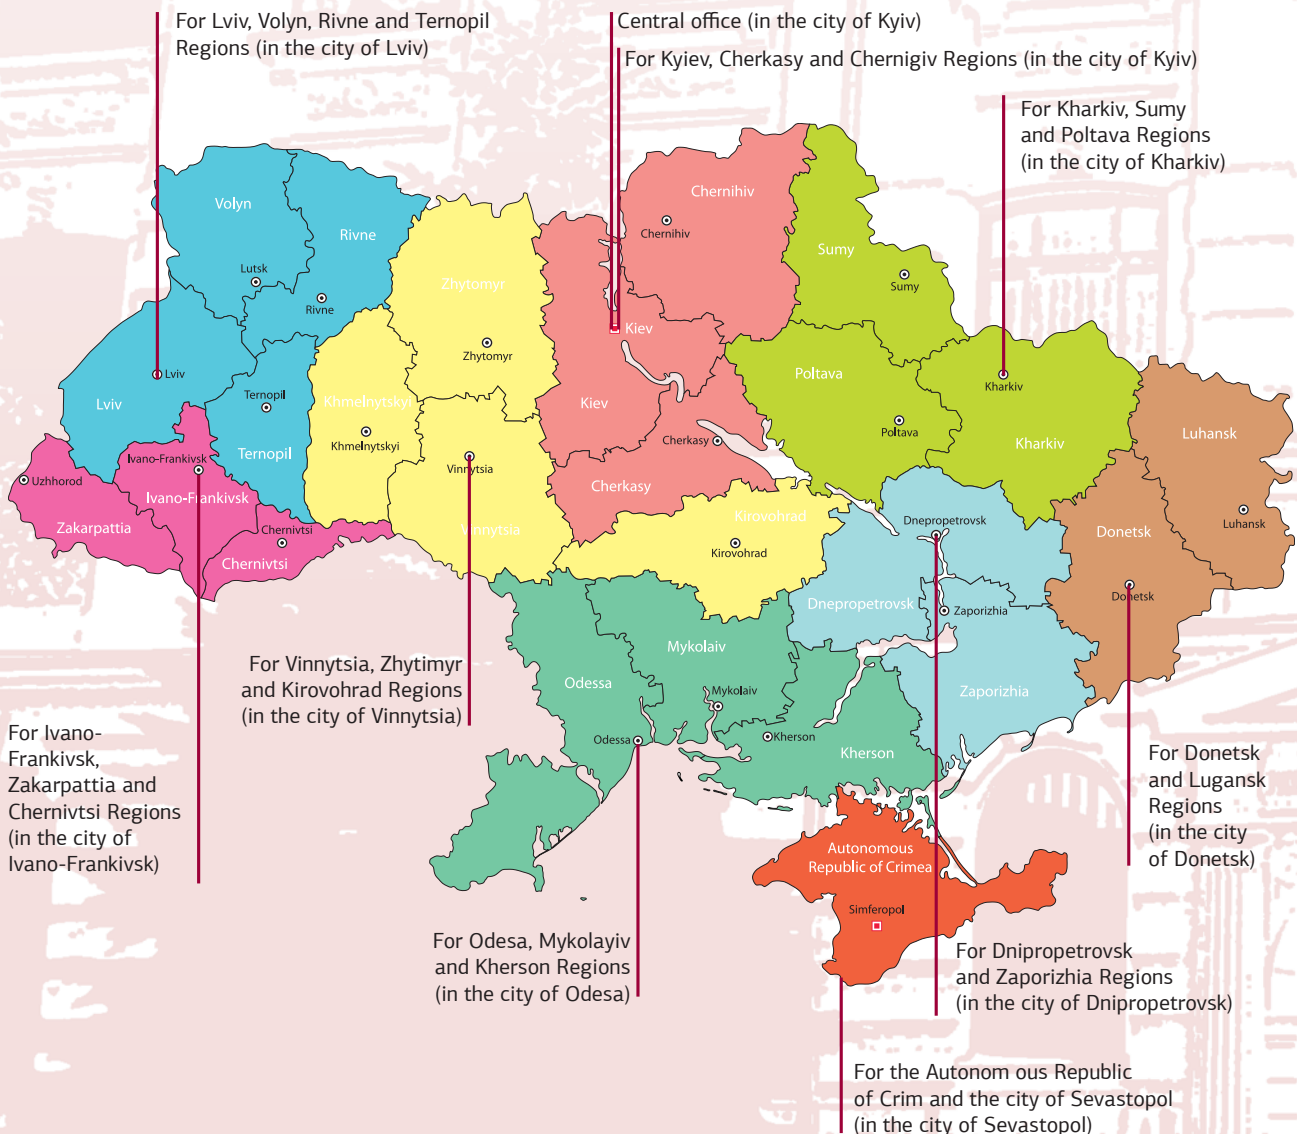 For Lviv, Volyn, Rivne and Ternopil
Regions (in the city of Lviv)
Central office (in the city of Kyiv)
For Kyiev, Cherkasy and Chernigiv Regions (in the city of Kyiv)
For Kharkiv, Sumy
and Poltava Regions
(in the city of Kharkiv)
Volyn
Rivne
Lutsk
Rivne
Zhytomyr
Zhytomyr
Chernihiv
Chernihiv
Sumy
Sumy
Kiev
Kiev
Lviv
Lviv
Ternopil
Ternopil
Khmelnytskyi
Khmelnytskyi
Poltava
Poltava
Kharkiv
Kharkiv
Luhansk
Luhansk
Cherkasy
Cherkasy
Ivano-Frankivsk
Ivano-Frankivsk
Uzhhorod
Zakarpattia
Chernivtsi
Chernivtsi
Vinnytsia
Vinnytsia
Kirovohrad
Kirovohrad
Dnepropetrovsk
Dnepropetrovsk
Donetsk
Donetsk
Zaporizhia
Zaporizhia
Mykolaiv
Mykolaiv
Odessa
Odessa
Kherson
Kherson
Autonomous
Republic of Crimea
Simferopol
For Vinnytsia, Zhytimyr
and Kirovohrad Regions
(in the city of Vinnytsia)
For Ivano-
Frankivsk,
Zakarpattia and
Chernivtsi Regions
(in the city of
Ivano-Frankivsk)
For Donetsk
and Lugansk
Regions
(in the city
of Donetsk)
For Odesa, Mykolayiv
and Kherson Regions
(in the city of Odesa)
For Dnipropetrovsk
and Zaporizhia Regions
(in the city of Dnipropetrovsk)
For the Autonom ous Republic
of Crim and the city of Sevastopol
(in the city of Sevastopol)